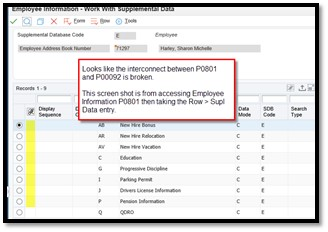 Employee Information - Work With Supplemental Data
Form Row Tools
Supplemental Database Code E Employee
Employee Address Book Number 71297 Harley, Sharon Michelle
Looks like the interconnect between P0801
and P00092 is broken.
This screen shot is from accessing Employee
Information P0801 then taking the Row > Supl
Data entry.
Records 1 - 9
Display Sequence Data Mode SDB Code Search Type
AB New Hire Bonus C E
AR New Hire Relocation C E
AV New Hire Vacation C E
C Education C E
G Progressive Discipline C E
I Parking Permit C E
J Drivers License Information C E
P Pension Information C E
Q QDRO C E